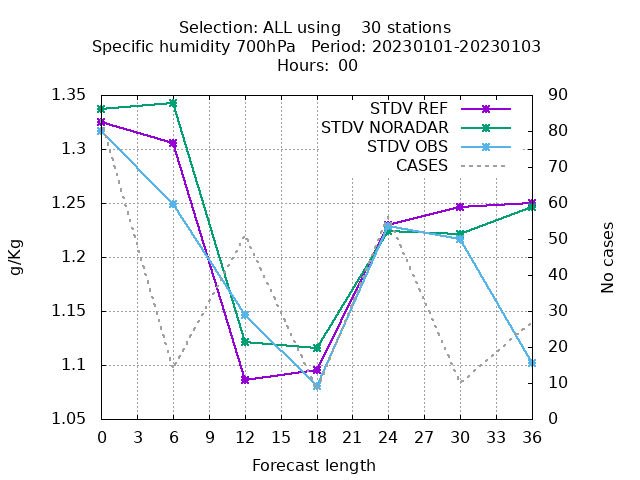 Selection: ALL using    30 stations
Specific humidity 700hPa   Period: 20230101-20230103
Hours:  00
1.35
1.3
1.25
1.2
1.15
1.1
1.05
g/Kg
STDV REF
STDV NORADAR
STDV OBS
CASES
90
80
70
60
50
40
30
20
10
0
No cases
0 3 6 9 12 15 18 21 24 27 30 33 36
Forecast length